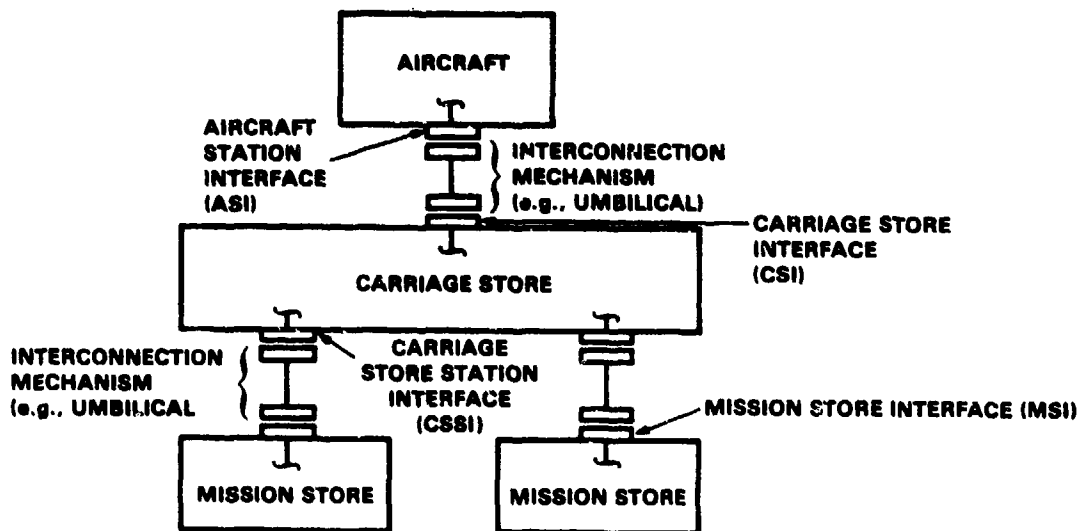 AIRCRAFT
AIRCRAFT
STATION
INTERFACE
(ASI)
INTERCONNECTION
MECHANISM
(e.g., UMBILICAL)
CARRIAGE STORE
INTERFACE
(CSI)
CARRIAGE STORE
INTERCONNECTION
MECHANISM
(e.g., UMBILICAL
CARRIAGE
STORE STATION
INTERFACE
(CSSI)
MISSION STORE INTERFACE (MSI)
MISSION STORE
MISSION STORE